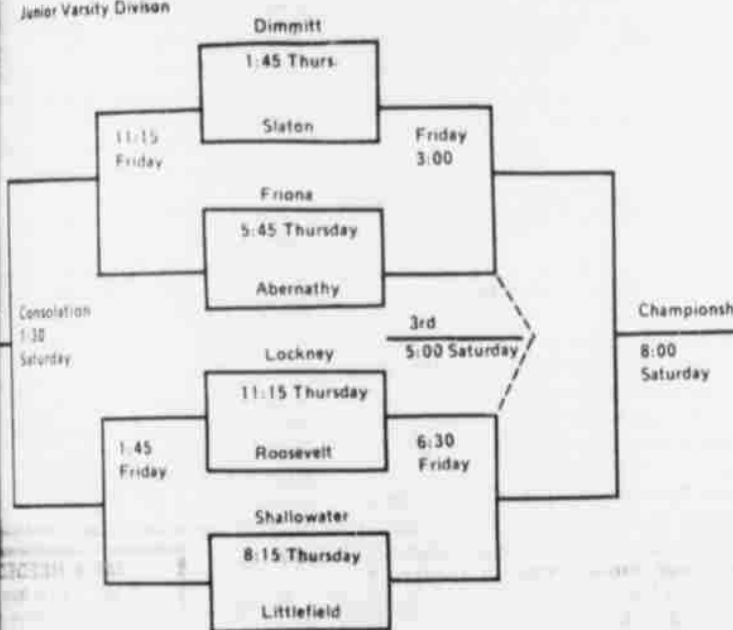 Junior Varsity Divison
Dimmitt
1:45 Thurs.
Slaton
11:15
Friday
Friday
3:00
Friona
5:45 Thursday
Abernathy
Consolation
1:30
Saturday
3rd
5:00 Saturday
Championsh
8:00
Saturday
Lockney
11:15 Thursday
Roosevelt
1:45
Friday
6:30
Friday
Shallowater
8:15 Thursday
Littlefield